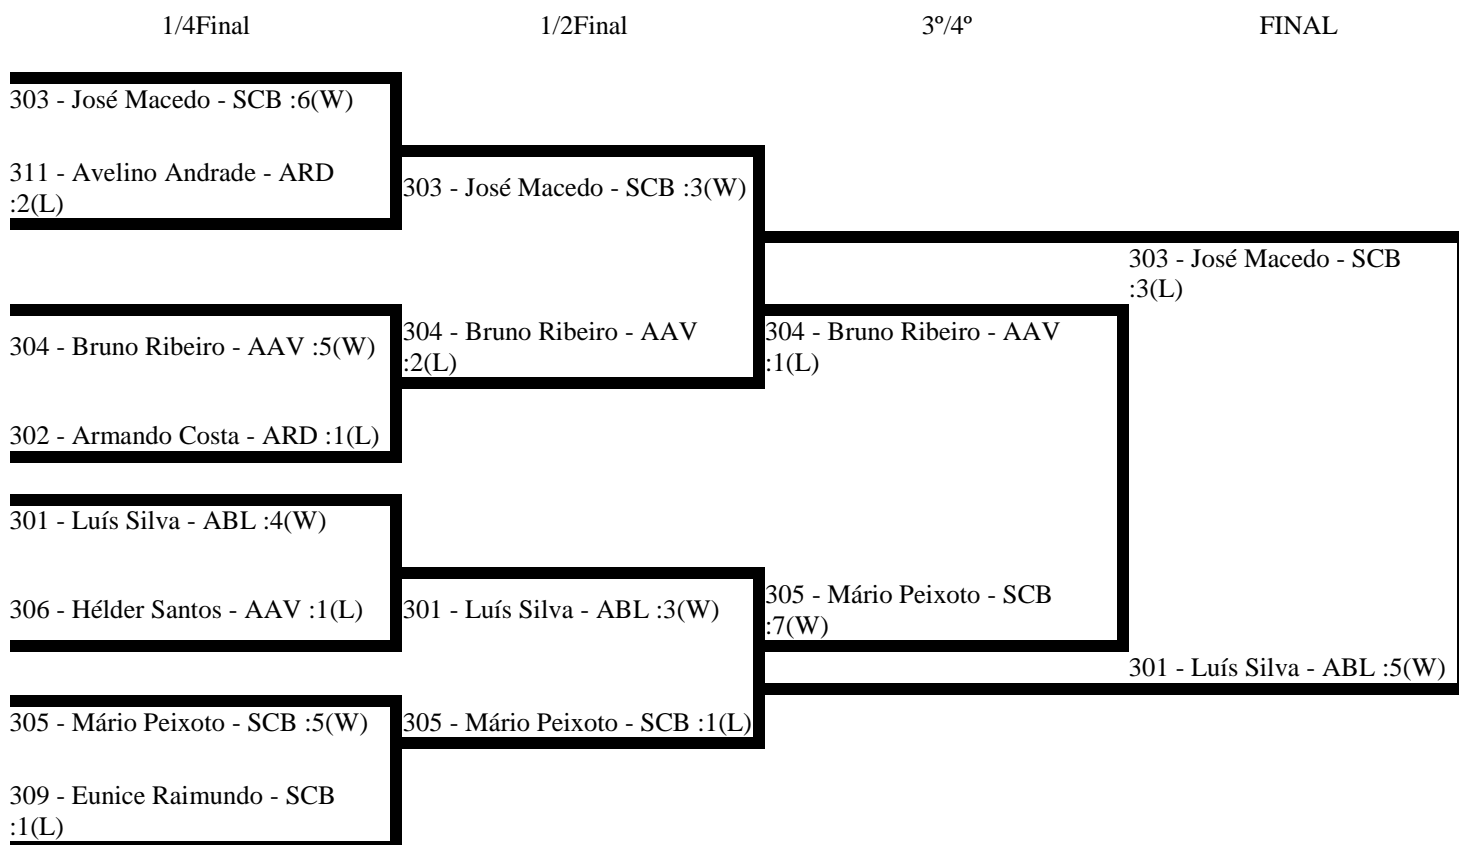 1/4Final
1/2Final
3º/4º
FINAL
303 - José Macedo - SCB :6(W)
311 - Avelino Andrade - ARD
:2(L)
304 - Bruno Ribeiro - AAV :5(W)
302 - Armando Costa - ARD :1(L)
301 - Luís Silva - ABL :4(W)
306 - Hélder Santos - AAV :1(L)
305 - Mário Peixoto - SCB :5(W)
309 - Eunice Raimundo - SCB
:1(L)
303 - José Macedo - SCB :3(W)
304 - Bruno Ribeiro - AAV
:2(L)
301 - Luís Silva - ABL :3(W)
305 - Mário Peixoto - SCB :1(L)
304 - Bruno Ribeiro - AAV
:1(L)
305 - Mário Peixoto - SCB
:7(W)
303 - José Macedo - SCB
:3(L)
301 - Luís Silva - ABL :5(W)